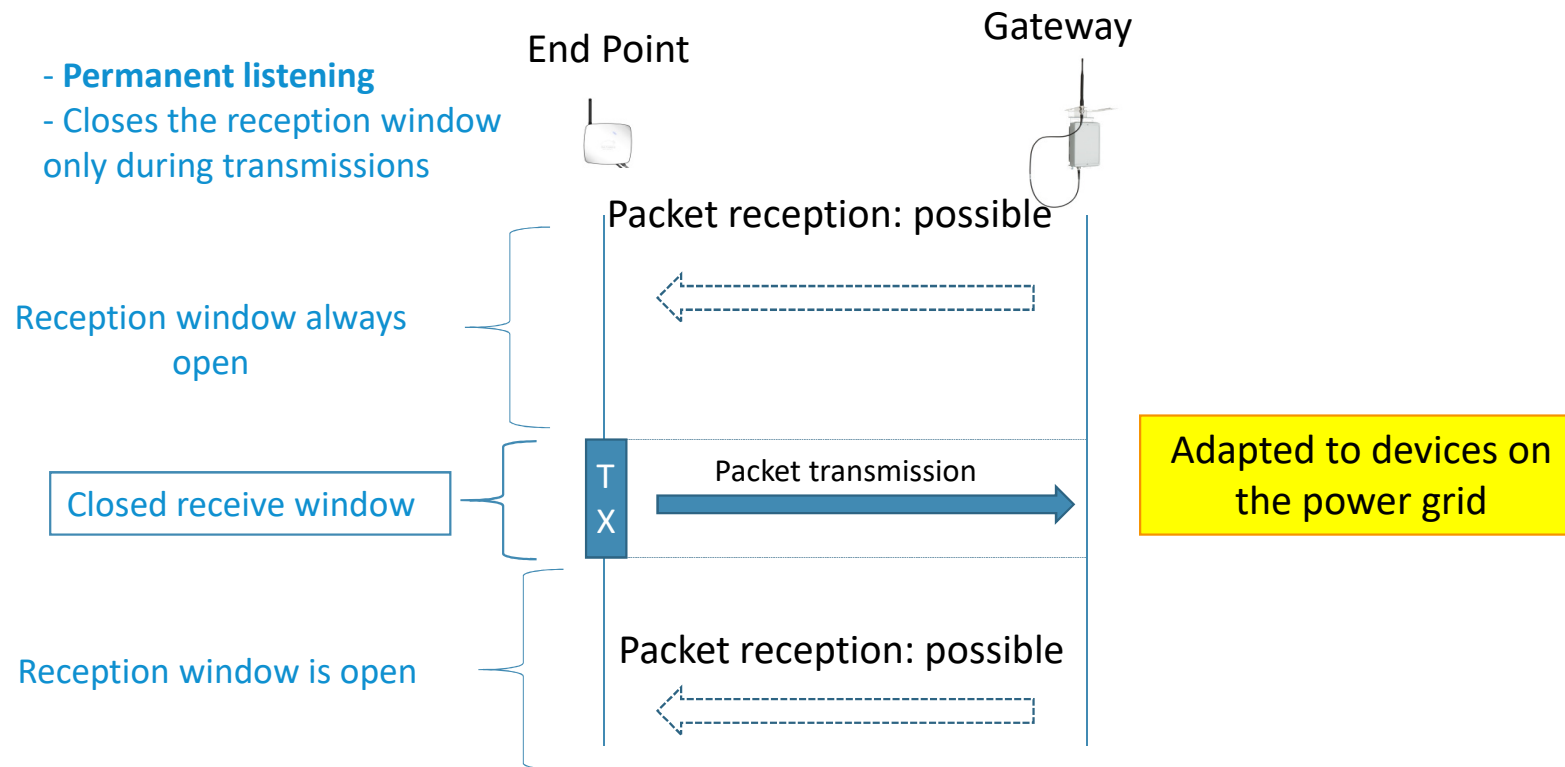 End Point
Gateway
- Permanent listening
- Closes the reception window
only during transmissions
Packet reception: possible
Reception window always
open
T
X
Packet transmission
Closed receive window
Adapted to devices on
the power grid
Packet reception: possible
Reception window is open